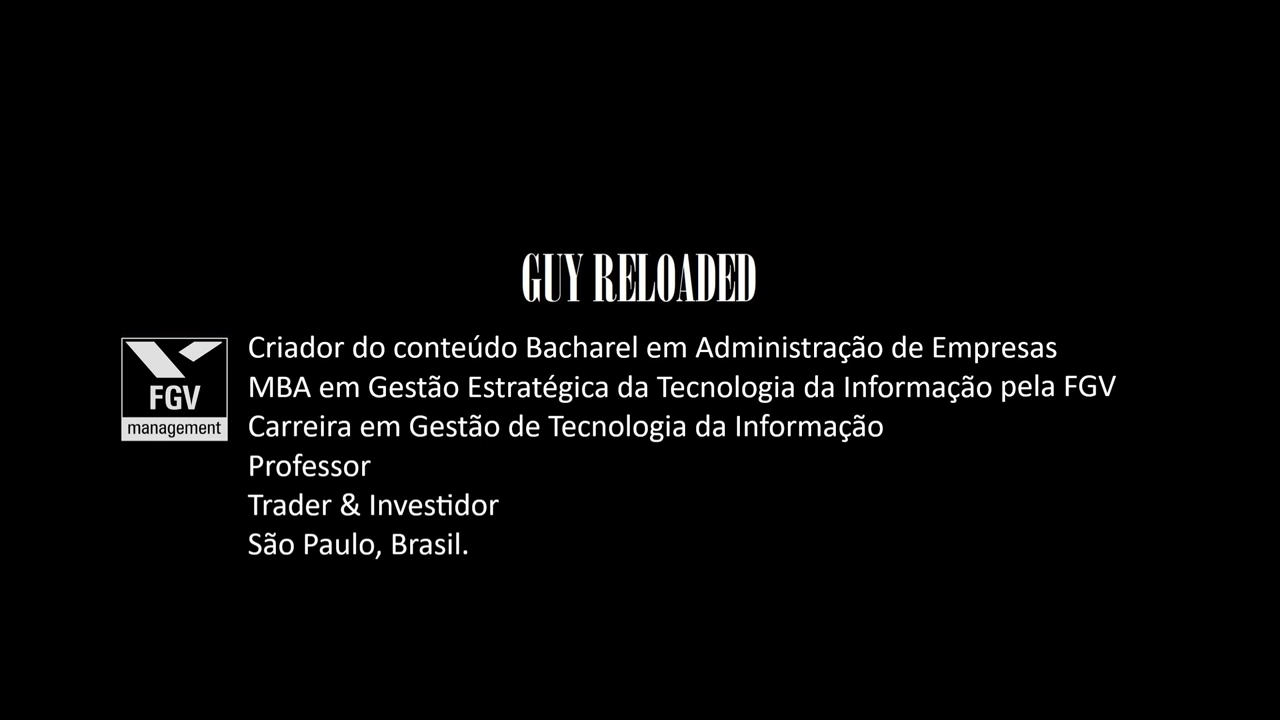 GUY RELOADED
Criador do conteúdo Bacharel em Administração de Empresas
MBA em Gestão Estratégica da Tecnologia da Informação pela FGV
Carreira em Gestão de Tecnologia da Informação
Professor
Trader & Investidor
São Paulo, Brasil.
FGV
management